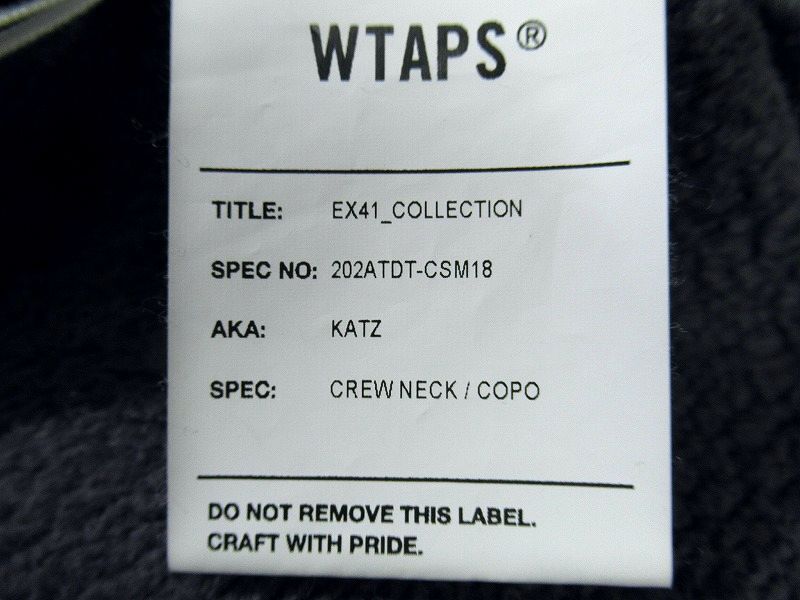 WTAPS®
TITLE: EX41_COLLECTION
SPEC NO: 202ATDT-CSM18
AKA: KATZ
SPEC: CREW NECK / COPO
DO NOT REMOVE THIS LABEL.
CRAFT WITH PRIDE.